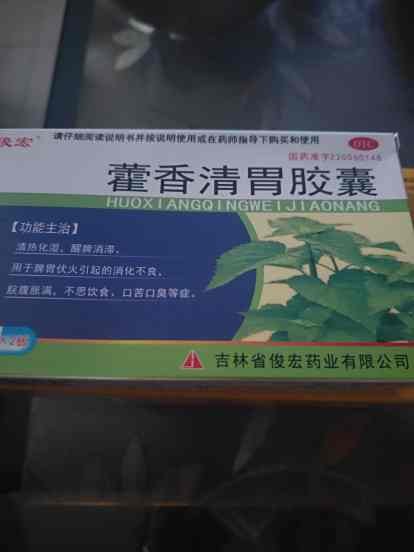 俊宏
请仔细阅读说明书并按说明使用或在药师指导下购买和使用
OTC
国药准字Z20060148
藿香清胃胶囊
HUOXIANGQINGWEIJIAONANG
【功能主治】
清热化湿，醒脾消滞。
用于脾胃伏火引起的消化不良，
脘腹胀满，不思饮食，口苦口臭等症。
吉林省俊宏药业有限公司